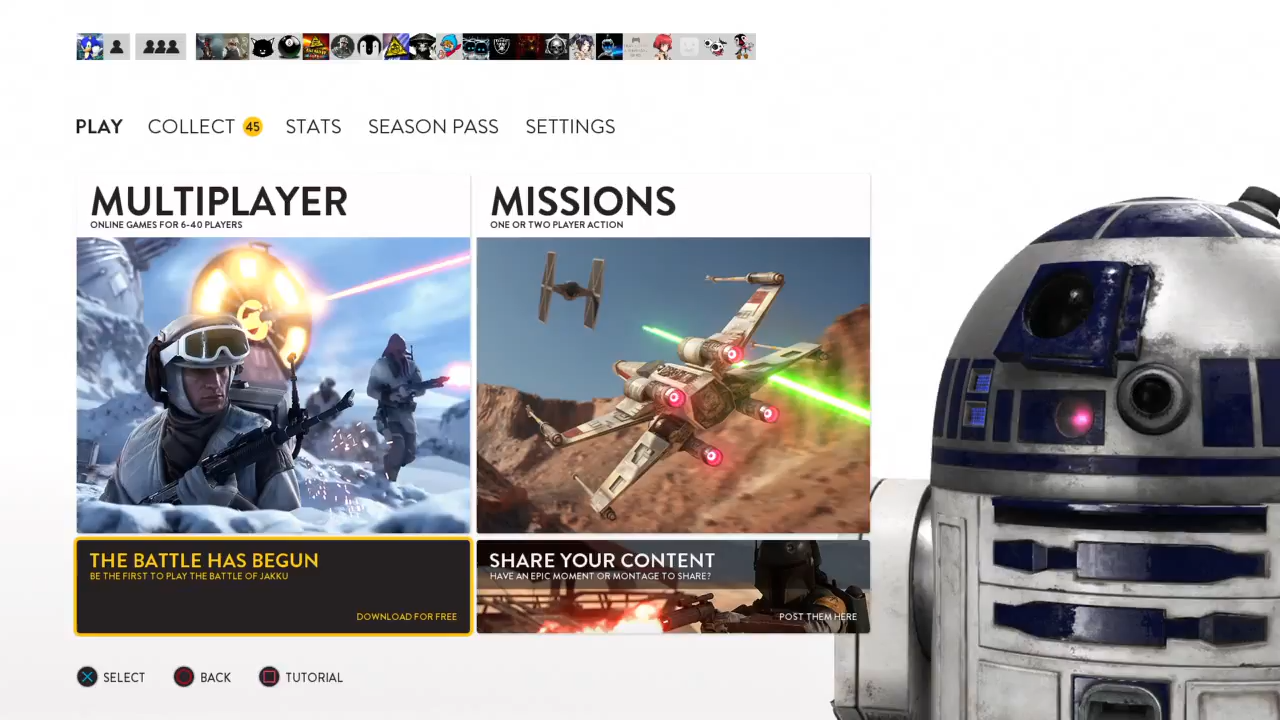 PLAY COLLECT 45 STATS SEASON PASS SETTINGS
MULTIPLAYER
ONLINE GAMES FOR 6-40 PLAYERS
MISSIONS
ONE OR TWO PLAYER ACTION
THE BATTLE HAS BEGUN
BE THE FIRST TO PLAY THE BATTLE OF JAKKU
DOWNLOAD FOR FREE
SHARE YOUR CONTENT
HAVE AN EPIC MOMENT OR MONTAGE TO SHARE?
POST THEM HERE
SELECT BACK TUTORIAL